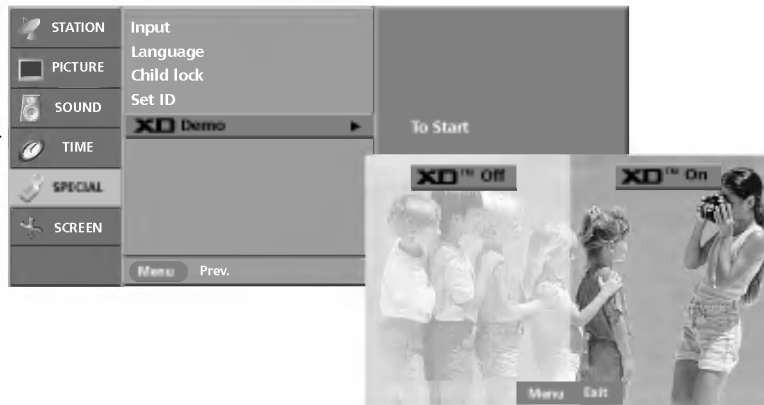 STATION
PICTURE
SOUND
TIME
SPECIAL
SCREEN
Input
Language
Child lock
Set ID
XD Demo
To Start
Menu Prev.
XD™ Off
XD™ On
Menu Exit